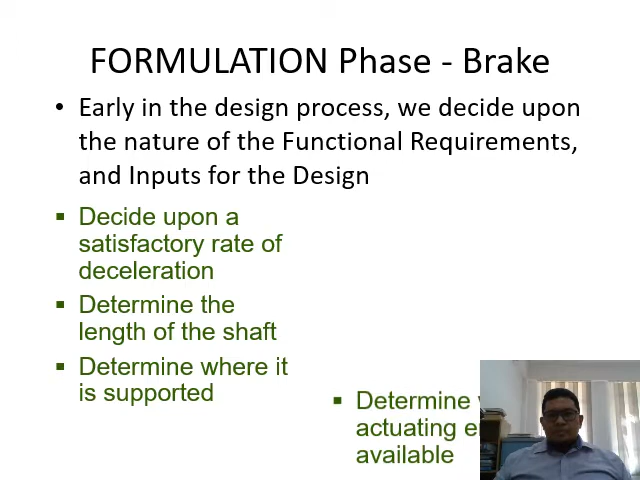 FORMULATION Phase - Brake
• Early in the design process, we decide upon
the nature of the Functional Requirements,
and Inputs for the Design
▪ Decide upon a
satisfactory rate of
deceleration
▪ Determine the
length of the shaft
▪ Determine where it
is supported
▪ Determine
actuating
available